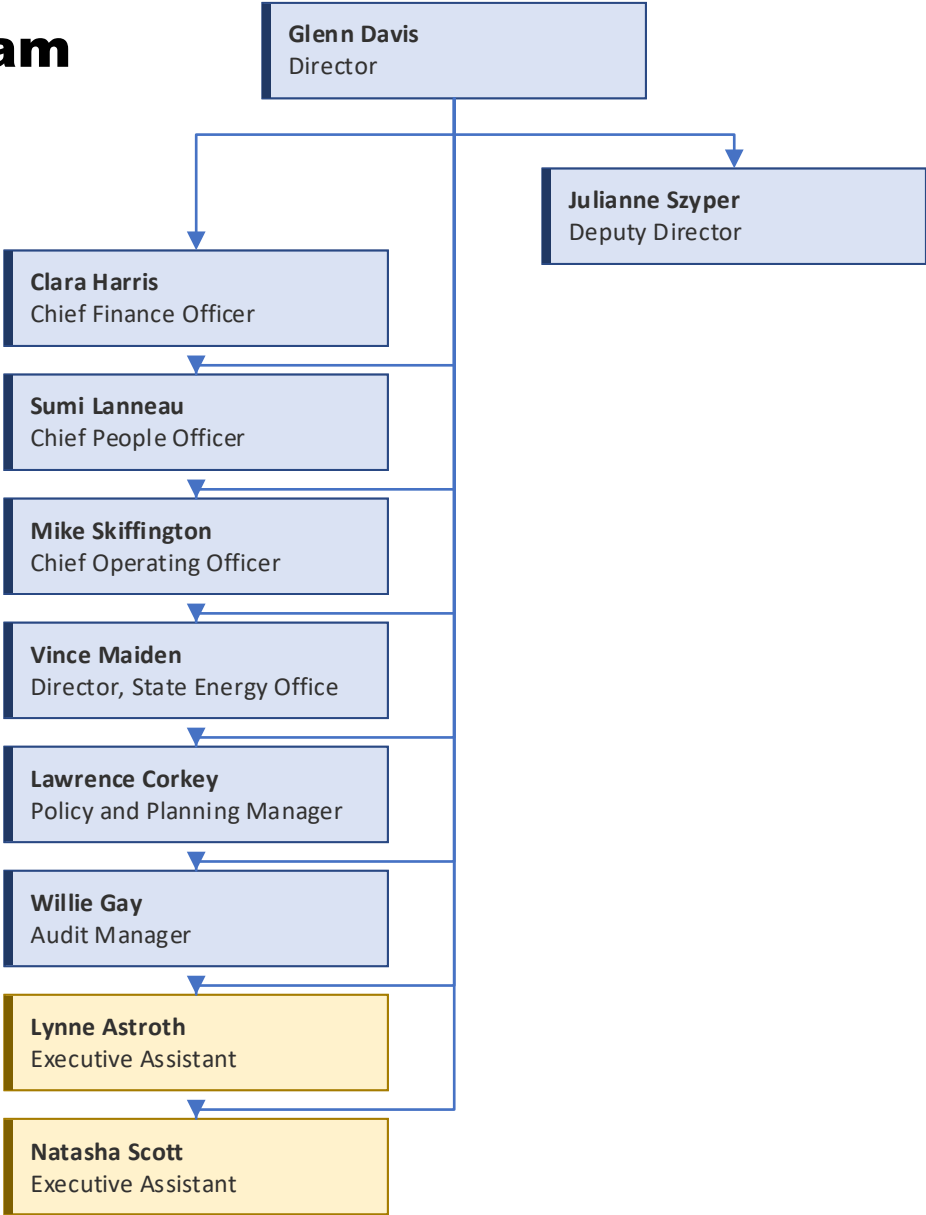 am
Glenn Davis
Director
Julianne Szyper
Deputy Director
Clara Harris
Chief Finance Officer
Sumi Lanneau
Chief People Officer
Mike Skiffington
Chief Operating Officer
Vince Maiden
Director, State Energy Office
Lawrence Corkey
Policy and Planning Manager
Willie Gay
Audit Manager
Lynne Astroth
Executive Assistant
Natasha Scott
Executive Assistant